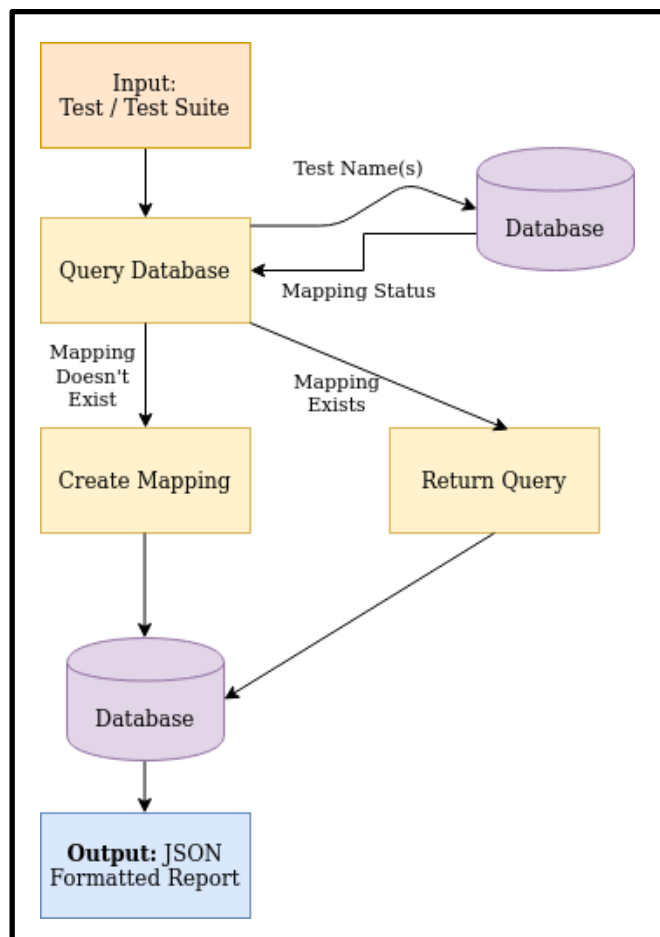 Input:
Test / Test Suite
Test Name(s)
Database
Query Database
Mapping Status
Mapping
Doesn't
Exist
Mapping
Exists
Create Mapping
Return Query
Database
Output: JSON
Formatted Report